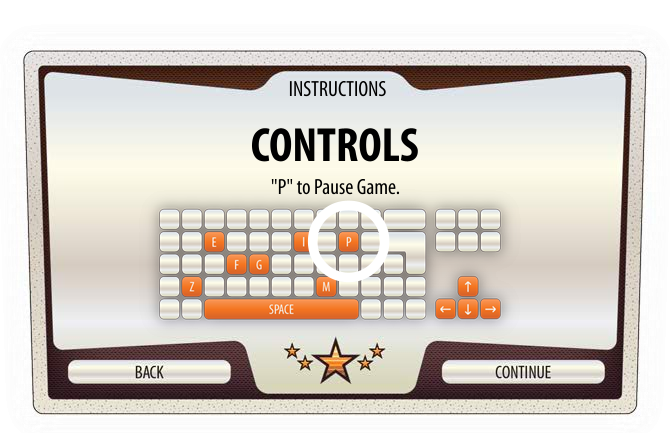 INSTRUCTIONS
CONTROLS
"P" to Pause Game.
E I P
F G
Z M ↑
SPACE ← ↓ →
BACK CONTINUE